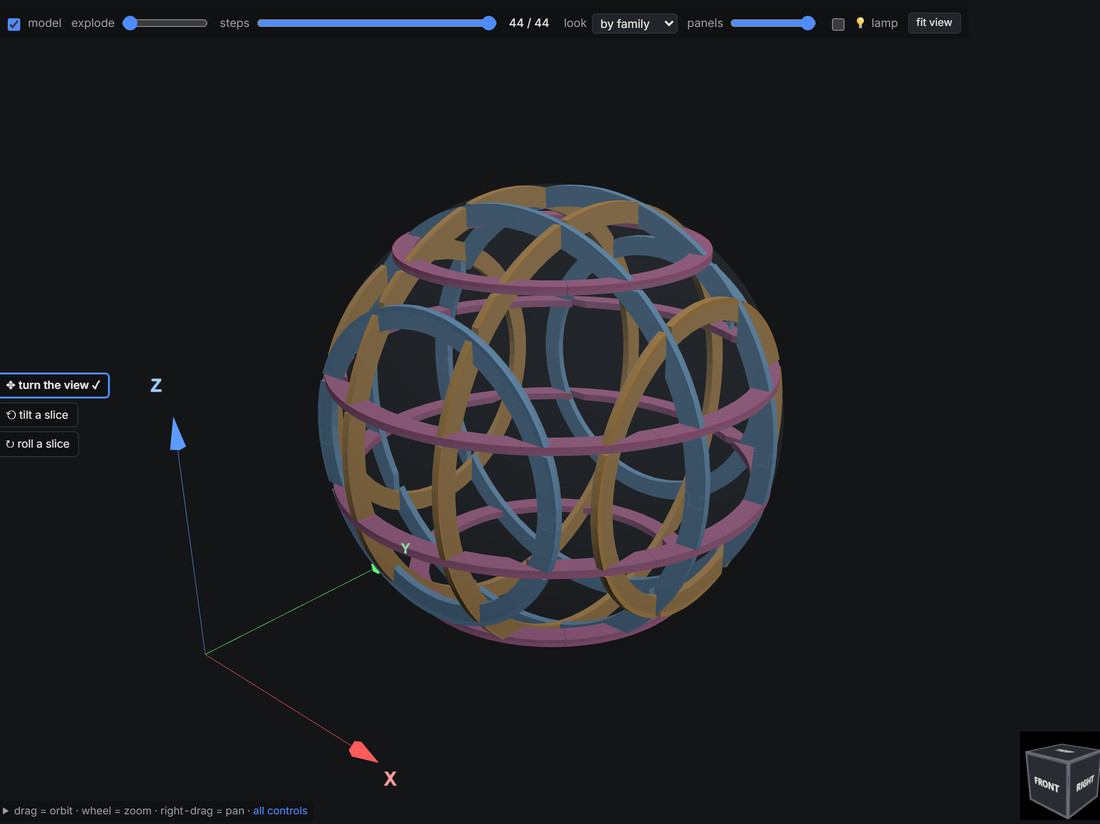 model explode steps 44 / 44 look by family panels 💡 lamp fit view
✥ turn the view ✓
Z
⟲ tilt a slice
↻ roll a slice
Y
X
FRONT RIGHT
▶ drag = orbit · wheel = zoom · right-drag = pan · all controls